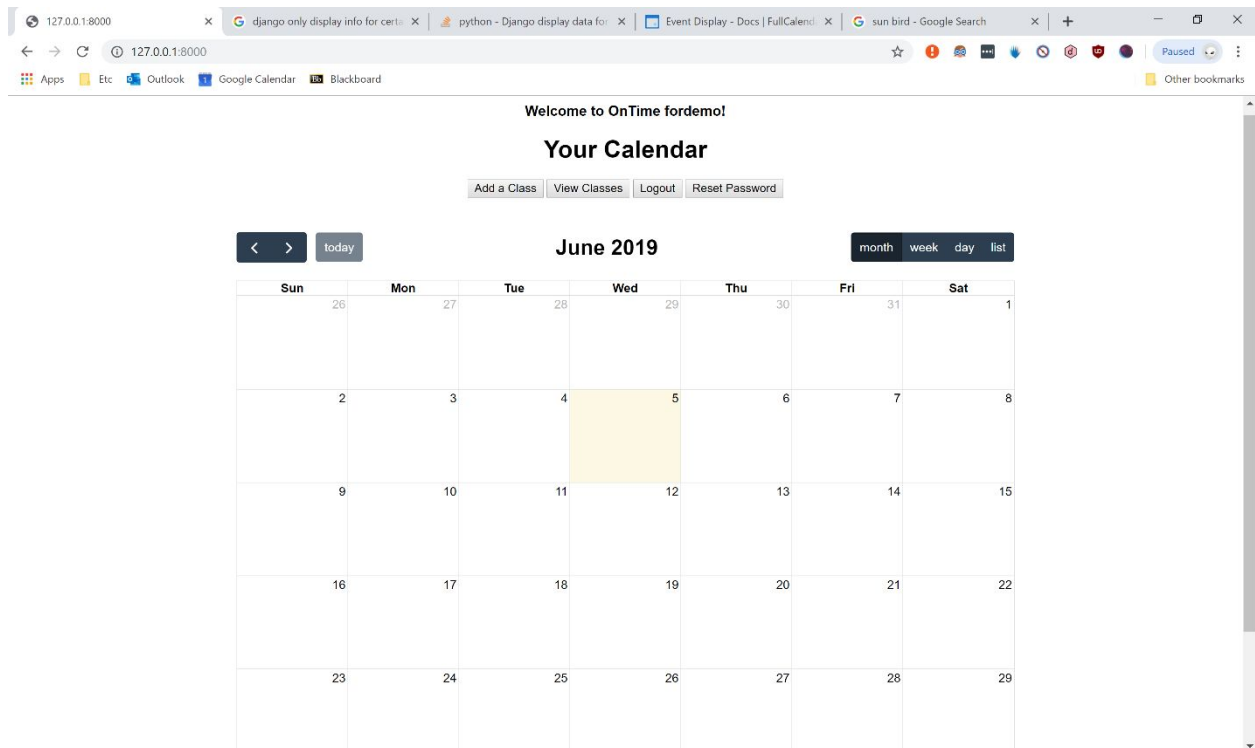 127.0.0.1:8000 django only display info for certa python - Django display data for Event Display - Docs | FullCalend sun bird - Google Search
127.0.0.1:8000 Paused
Apps Etc Outlook Google Calendar Blackboard Other bookmarks
Welcome to OnTime fordemo!
Your Calendar
Add a Class View Classes Logout Reset Password
today June 2019 month week day list
Sun Mon Tue Wed Thu Fri Sat
26 27 28 29 30 31 1
2 3 4 5 6 7 8
9 10 11 12 13 14 15
16 17 18 19 20 21 22
23 24 25 26 27 28 29